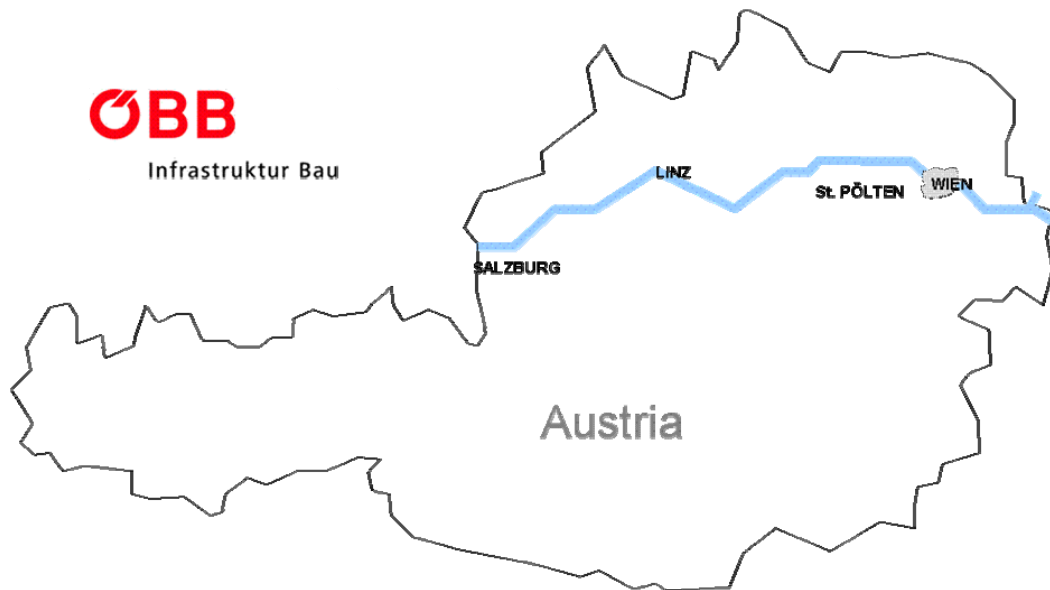 ÖBB
Infrastruktur Bau
LINZ
St. PÖLTEN
WIEN
SALZBURG
Austria